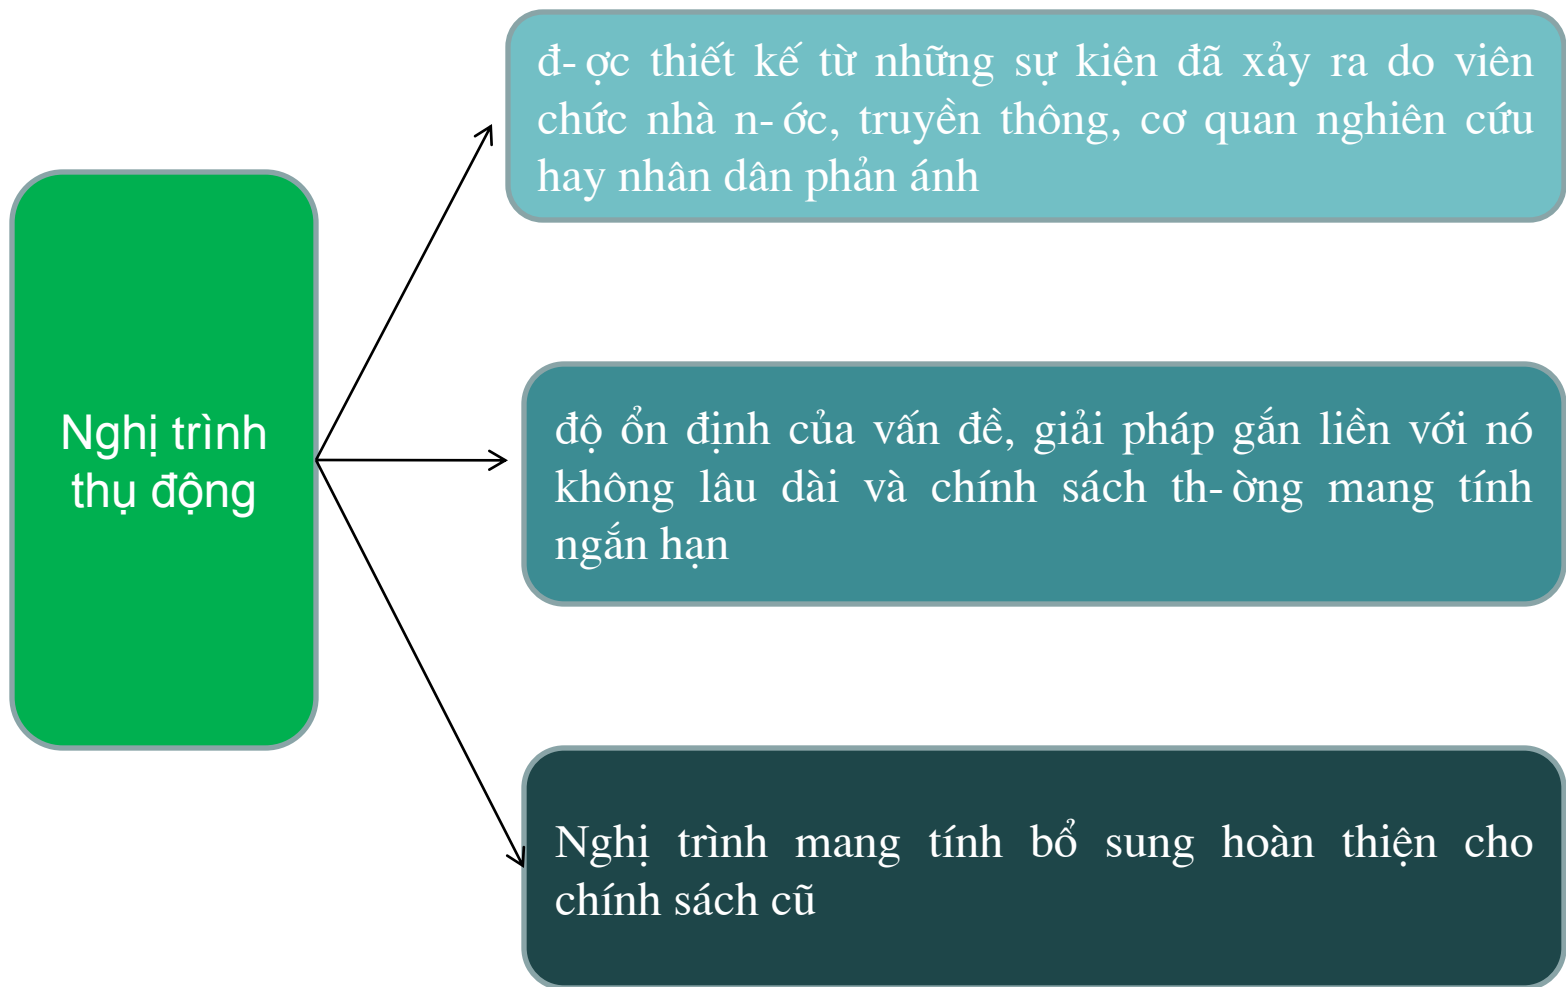 Nghị trình
thụ động
đ- ợc thiết kế từ những sự kiện đã xảy ra do viên
chức nhà n- ớc, truyền thông, cơ quan nghiên cứu
hay nhân dân phản ánh
độ ổn định của vấn đề, giải pháp gắn liền với nó
không lâu dài và chính sách th- ờng mang tính
ngắn hạn
Nghị trình mang tính bổ sung hoàn thiện cho
chính sách cũ